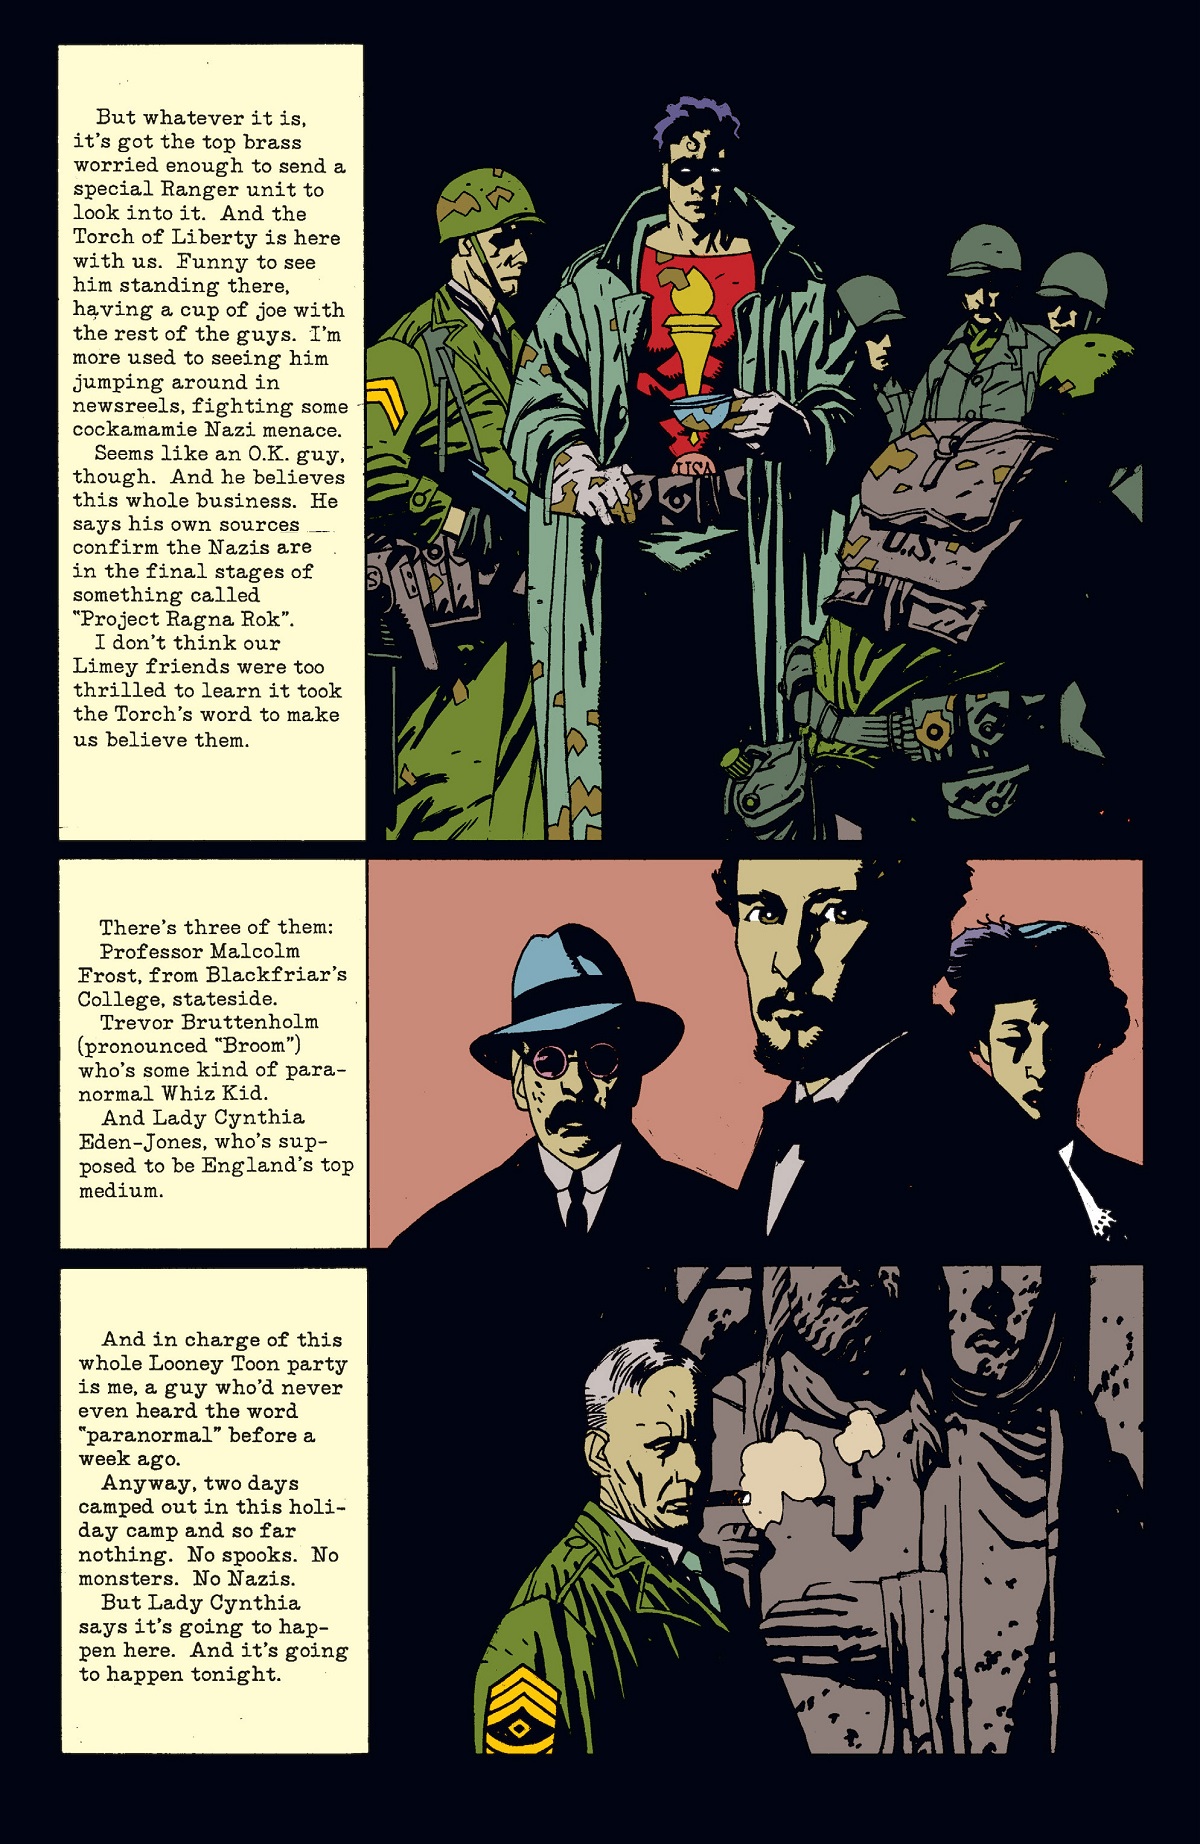 But whatever it is,
it's got the top brass
worried enough to send a
special Ranger unit to
look into it. And the
Torch of Liberty is here
with us. Funny to see
him standing there,
having a cup of joe with
the rest of the guys. I'm
more used to seeing him
jumping around in
newsreels, fighting some
cockamamie Nazi menace.
Seems like an O.K. guy,
though. And he believes
this whole business. He
says his own sources
confirm the Nazis are
in the final stages of
something called
"Project Ragna Rok".
I don't think our
Limey friends were too
thrilled to learn it took
the Torch's word to make
us believe them.
USA
U.S.
There's three of them:
Professor Malcolm
Frost, from Blackfriar's
College, stateside.
Trevor Bruttenholm
(pronounced "Broom")
who's some kind of para-
normal Whiz Kid.
And Lady Cynthia
Eden-Jones, who's sup-
posed to be England's top
medium.
And in charge of this
whole Looney Toon party
is me, a guy who'd never
even heard the word
"paranormal" before a
week ago.
Anyway, two days
camped out in this holi-
day camp and so far
nothing. No spooks. No
monsters. No Nazis.
But Lady Cynthia
says it's going to hap-
pen here. And it's going
to happen tonight.